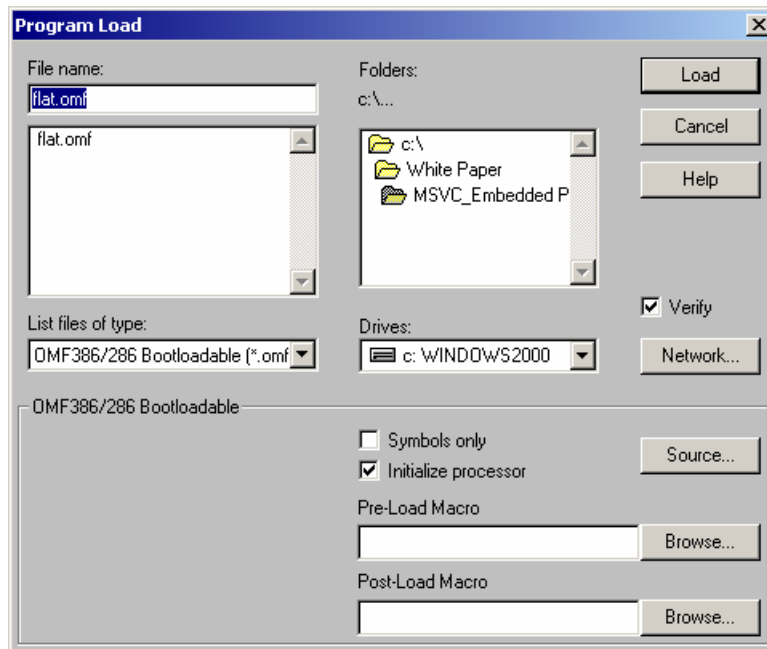 Program Load
File name:
flat.omf
flat.omf
List files of type:
OMF386/286 Bootloadable (*.omf
Folders:
c:\...
c:\
White Paper
MSVC_Embedded P
Drives:
c: WINDOWS2000
Load
Cancel
Help
Verify
Network...
OMF386/286 Bootloadable
Symbols only
Initialize processor
Source...
Pre-Load Macro
Browse...
Post-Load Macro
Browse...